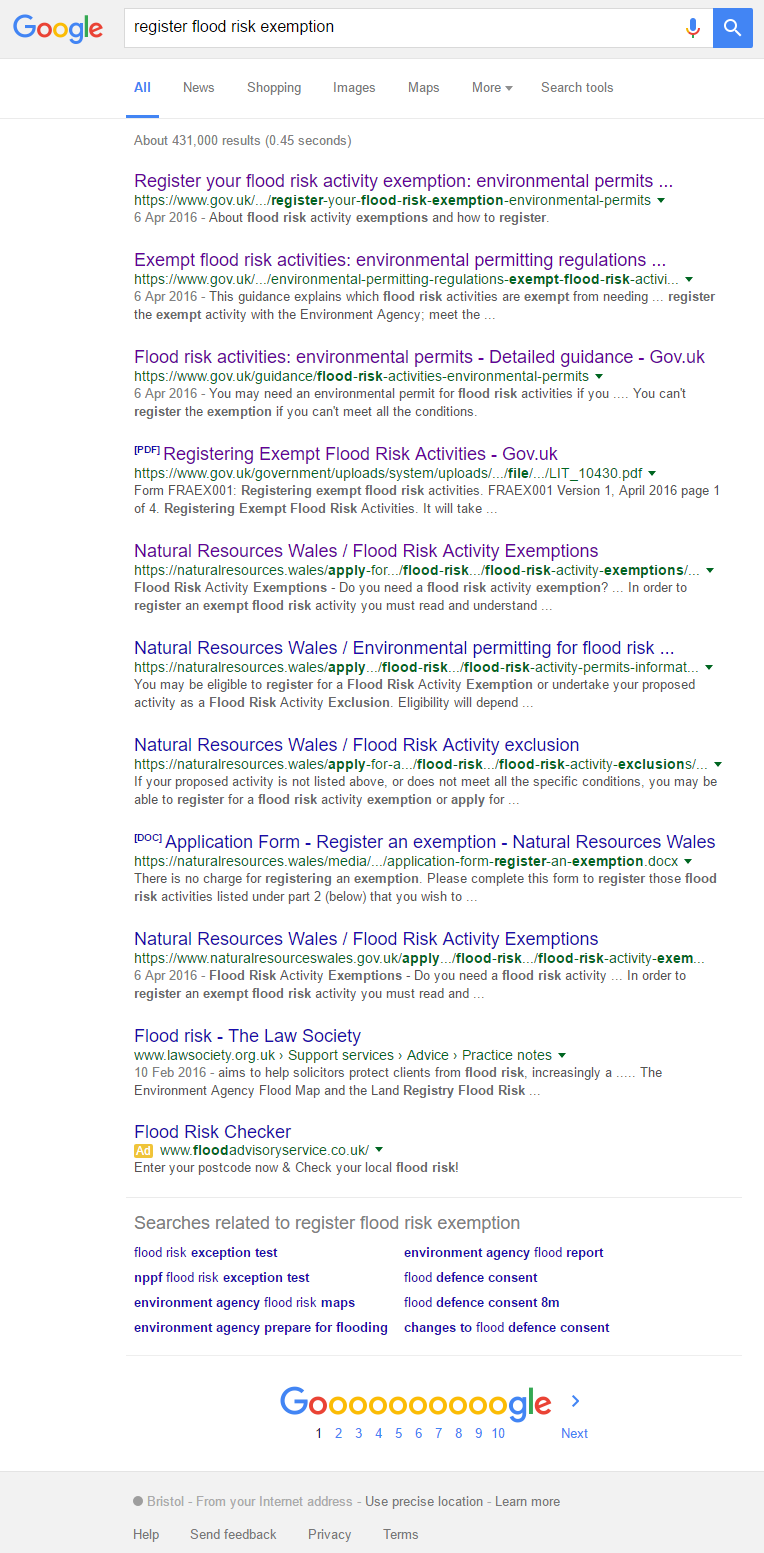 Google
register flood risk exemption
All News Shopping Images Maps More Search tools
About 431,000 results (0.45 seconds)
Register your flood risk activity exemption: environmental permits ...
https://www.gov.uk/.../register-your-flood-risk-exemption-environmental-permits
6 Apr 2016 - About flood risk activity exemptions and how to register.
Exempt flood risk activities: environmental permitting regulations ...
https://www.gov.uk/.../environmental-permitting-regulations-exempt-flood-risk-activi...
6 Apr 2016 - This guidance explains which flood risk activities are exempt from needing ... register
the exempt activity with the Environment Agency; meet the ...
Flood risk activities: environmental permits - Detailed guidance - Gov.uk
https://www.gov.uk/guidance/flood-risk-activities-environmental-permits
6 Apr 2016 - You may need an environmental permit for flood risk activities if you .... You can't
register the exemption if you can't meet all the conditions.
[PDF] Registering Exempt Flood Risk Activities - Gov.uk
https://www.gov.uk/government/uploads/system/uploads/.../file/.../LIT_10430.pdf
Form FRAEX001: Registering exempt flood risk activities. FRAEX001 Version 1, April 2016 page 1
of 4. Registering Exempt Flood Risk Activities. It will take ...
Natural Resources Wales / Flood Risk Activity Exemptions
https://naturalresources.wales/apply-for.../flood-risk.../flood-risk-activity-exemptions/...
Flood Risk Activity Exemptions - Do you need a flood risk activity exemption? ... In order to
register an exempt flood risk activity you must read and understand ...
Natural Resources Wales / Environmental permitting for flood risk ...
https://naturalresources.wales/apply.../flood-risk.../flood-risk-activity-permits-informat...
You may be eligible to register for a Flood Risk Activity Exemption or undertake your proposed
activity as a Flood Risk Activity Exclusion. Eligibility will depend ...
Natural Resources Wales / Flood Risk Activity exclusion
https://naturalresources.wales/apply-for-a.../flood-risk.../flood-risk-activity-exclusions/...
If your proposed activity is not listed above, or does not meet all the specific conditions, you may be
able to register for a flood risk activity exemption or apply for ...
[DOC] Application Form - Register an exemption - Natural Resources Wales
https://naturalresources.wales/media/.../application-form-register-an-exemption.docx
There is no charge for registering an exemption. Please complete this form to register those flood
risk activities listed under part 2 (below) that you wish to ...
Natural Resources Wales / Flood Risk Activity Exemptions
https://www.naturalresourceswales.gov.uk/apply.../flood-risk.../flood-risk-activity-exem...
6 Apr 2016 - Flood Risk Activity Exemptions - Do you need a flood risk activity ... In order to
register an exempt flood risk activity you must read and ...
Flood risk - The Law Society
www.lawsociety.org.uk › Support services › Advice › Practice notes
10 Feb 2016 - aims to help solicitors protect clients from flood risk, increasingly a ..... The
Environment Agency Flood Map and the Land Registry Flood Risk ...
Flood Risk Checker
Ad www.floodadvisoryservice.co.uk/
Enter your postcode now & Check your local flood risk!
Searches related to register flood risk exemption
flood risk exception test environment agency flood report
nppf flood risk exception test flood defence consent
environment agency flood risk maps flood defence consent 8m
environment agency prepare for flooding changes to flood defence consent
Goooooooooogle
1 2 3 4 5 6 7 8 9 10 Next
Bristol - From your Internet address - Use precise location - Learn more
Help Send feedback Privacy Terms